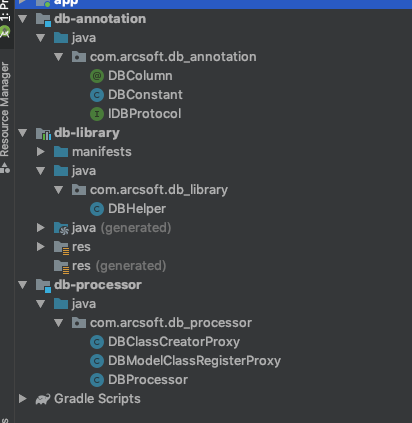 1: Pr
Resource Manager
app
db-annotation
java
com.arcsoft.db_annotation
DBColumn
DBConstant
IDBProtocol
db-library
manifests
java
com.arcsoft.db_library
DBHelper
java (generated)
res
res (generated)
db-processor
java
com.arcsoft.db_processor
DBClassCreatorProxy
DBModelClassRegisterProxy
DBProcessor
Gradle Scripts